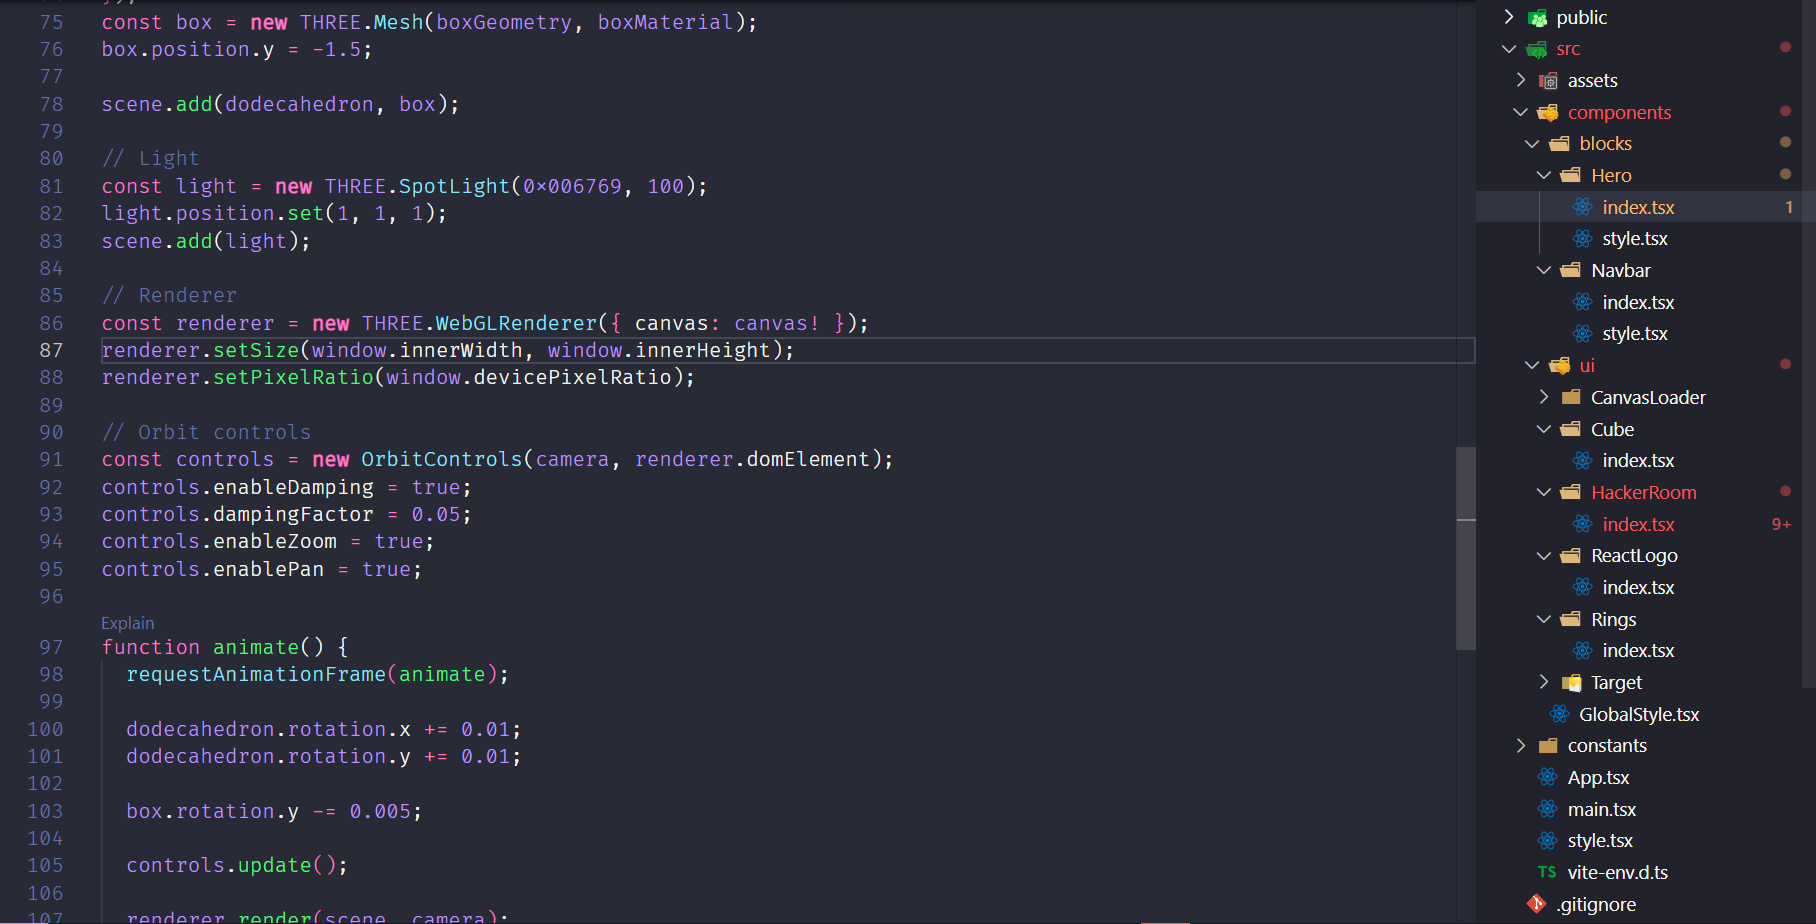 75 const box = new THREE.Mesh(boxGeometry, boxMaterial);
76 box.position.y = -1.5;
77
78 scene.add(dodecahedron, box);
79
80 // Light
81 const light = new THREE.SpotLight(0×006769, 100);
82 light.position.set(1, 1, 1);
83 scene.add(light);
84
85 // Renderer
86 const renderer = new THREE.WebGLRenderer({ canvas: canvas! });
87 renderer.setSize(window.innerWidth, window.innerHeight);
88 renderer.setPixelRatio(window.devicePixelRatio);
89
90 // Orbit controls
91 const controls = new OrbitControls(camera, renderer.domElement);
92 controls.enableDamping = true;
93 controls.dampingFactor = 0.05;
94 controls.enableZoom = true;
95 controls.enablePan = true;
96
Explain
97 function animate() {
98 requestAnimationFrame(animate);
99
100 dodecahedron.rotation.x += 0.01;
101 dodecahedron.rotation.y += 0.01;
102
103 box.rotation.y -= 0.005;
104
105 controls.update();
106
107 renderer.render(scene, camera);
public
src
assets
components
blocks
Hero
index.tsx 1
style.tsx
Navbar
index.tsx
style.tsx
ui
CanvasLoader
Cube
index.tsx
HackerRoom
index.tsx 9+
ReactLogo
index.tsx
Rings
index.tsx
Target
GlobalStyle.tsx
constants
App.tsx
main.tsx
style.tsx
TS vite-env.d.ts
.gitignore